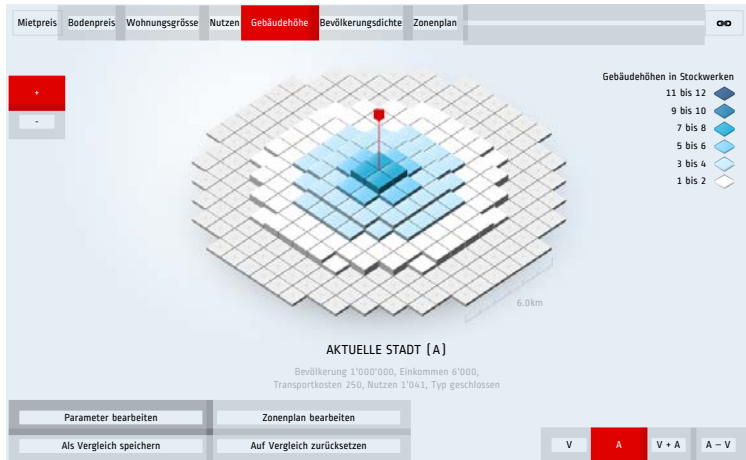 Mietpreis Bodenpreis Wohnungsgrösse Nutzen Gebäudehöhe Bevölkerungsdichte Zonenplan
+
-
Gebäudehöhen in Stockwerken
11 bis 12
9 bis 10
7 bis 8
5 bis 6
3 bis 4
1 bis 2
6.0km
AKTUELLE STADT (A)
Bevölkerung 1'000'000, Einkommen 6'000,
Transportkosten 250, Nutzen 1'041, Typ geschlossen
Parameter bearbeiten Zonenplan bearbeiten
Als Vergleich speichern Auf Vergleich zurücksetzen
V A V + A A – V